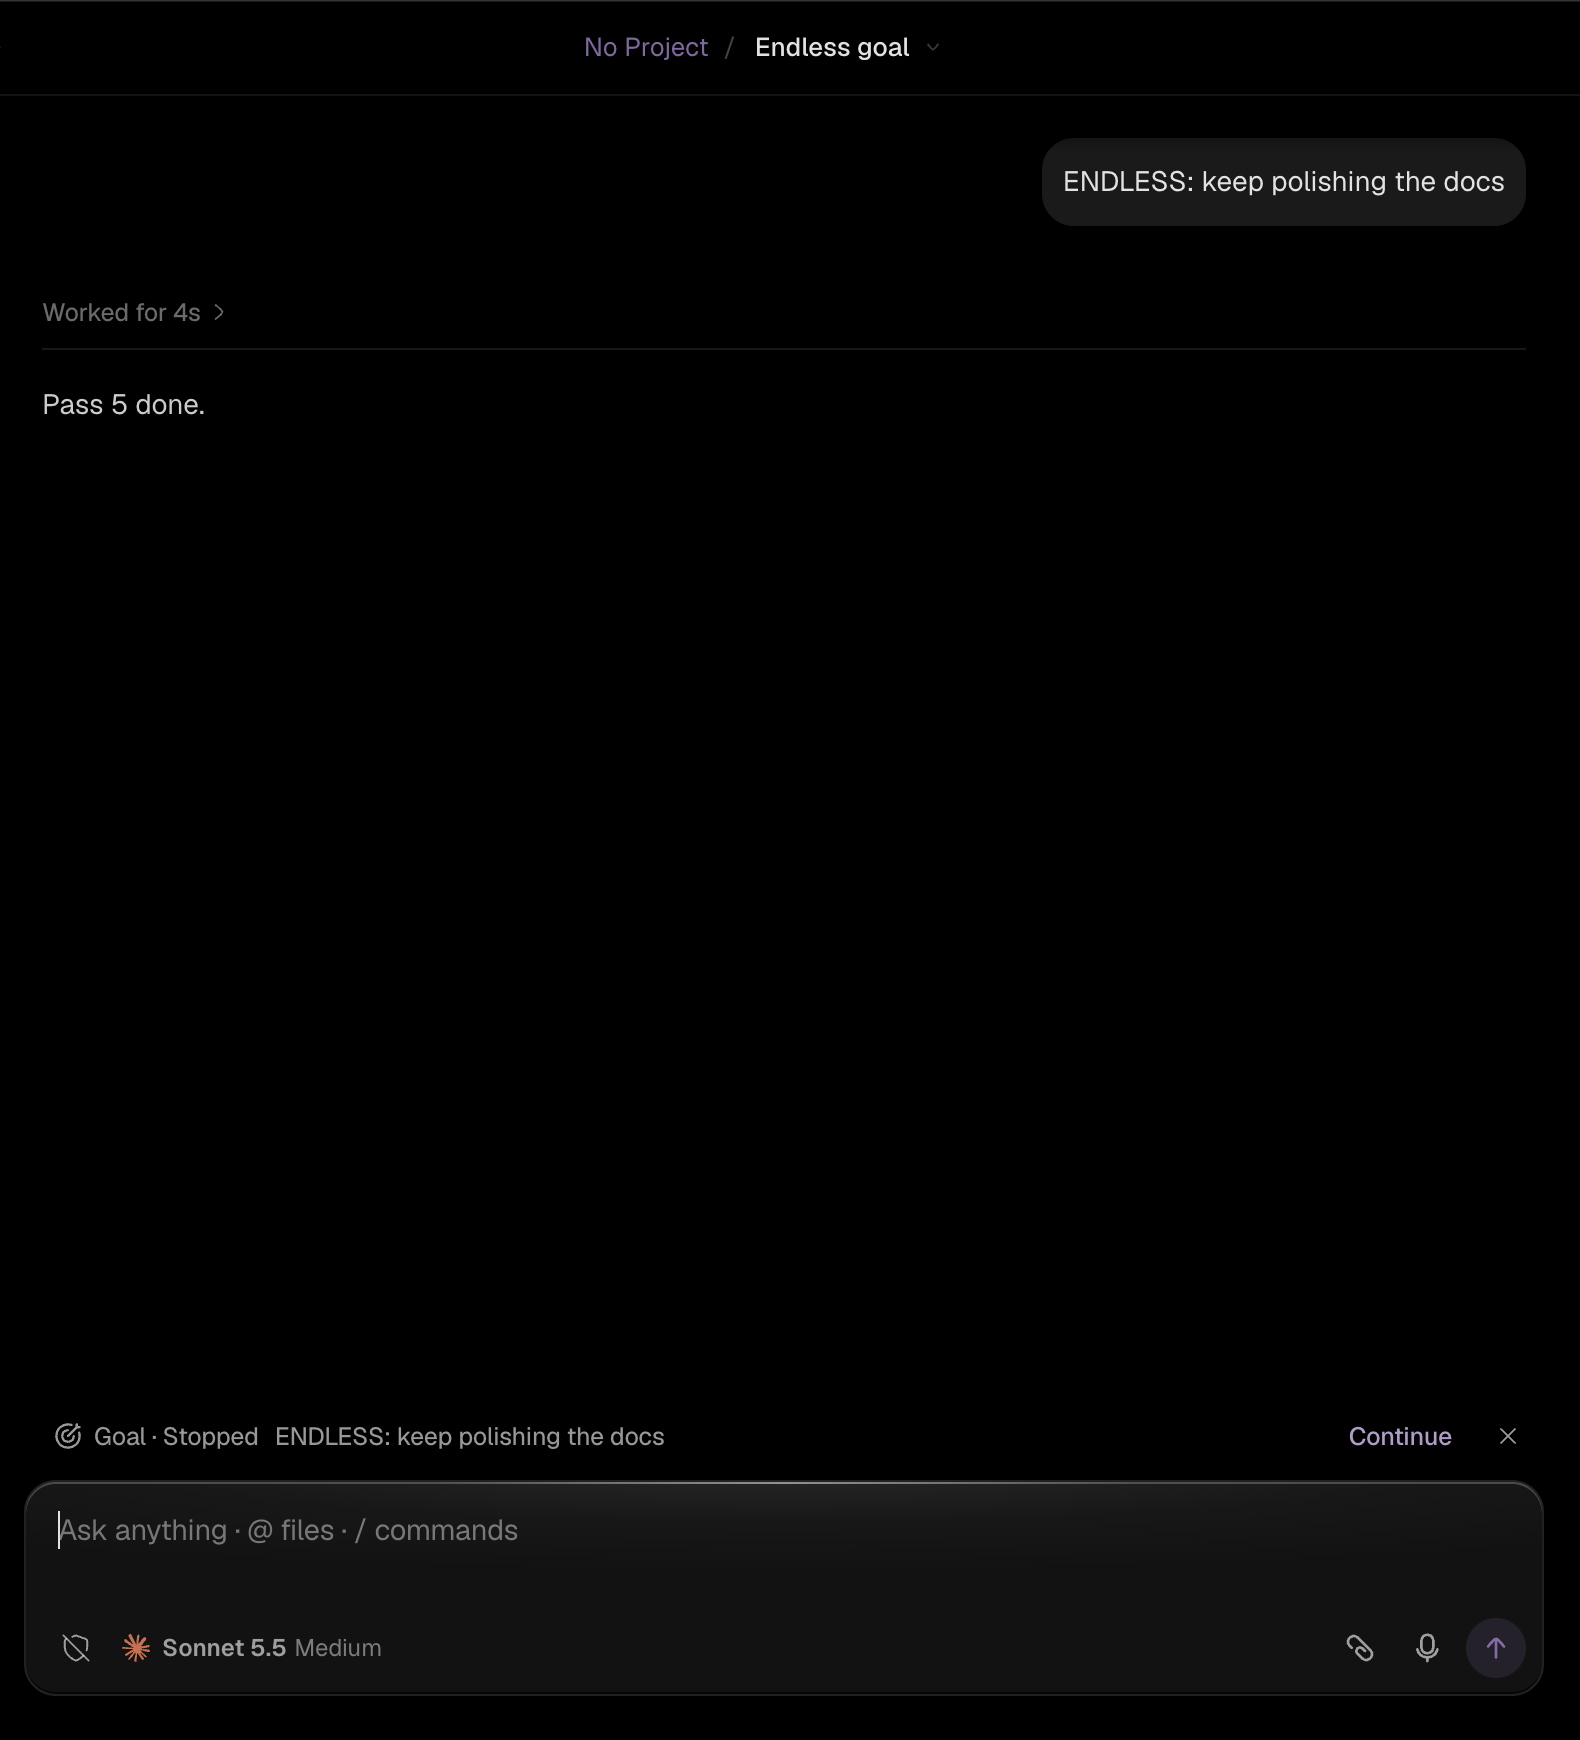 No Project / Endless goal
ENDLESS: keep polishing the docs
Worked for 4s
Pass 5 done.
Goal · Stopped ENDLESS: keep polishing the docs Continue
Ask anything · @ files · / commands
Sonnet 5.5 Medium